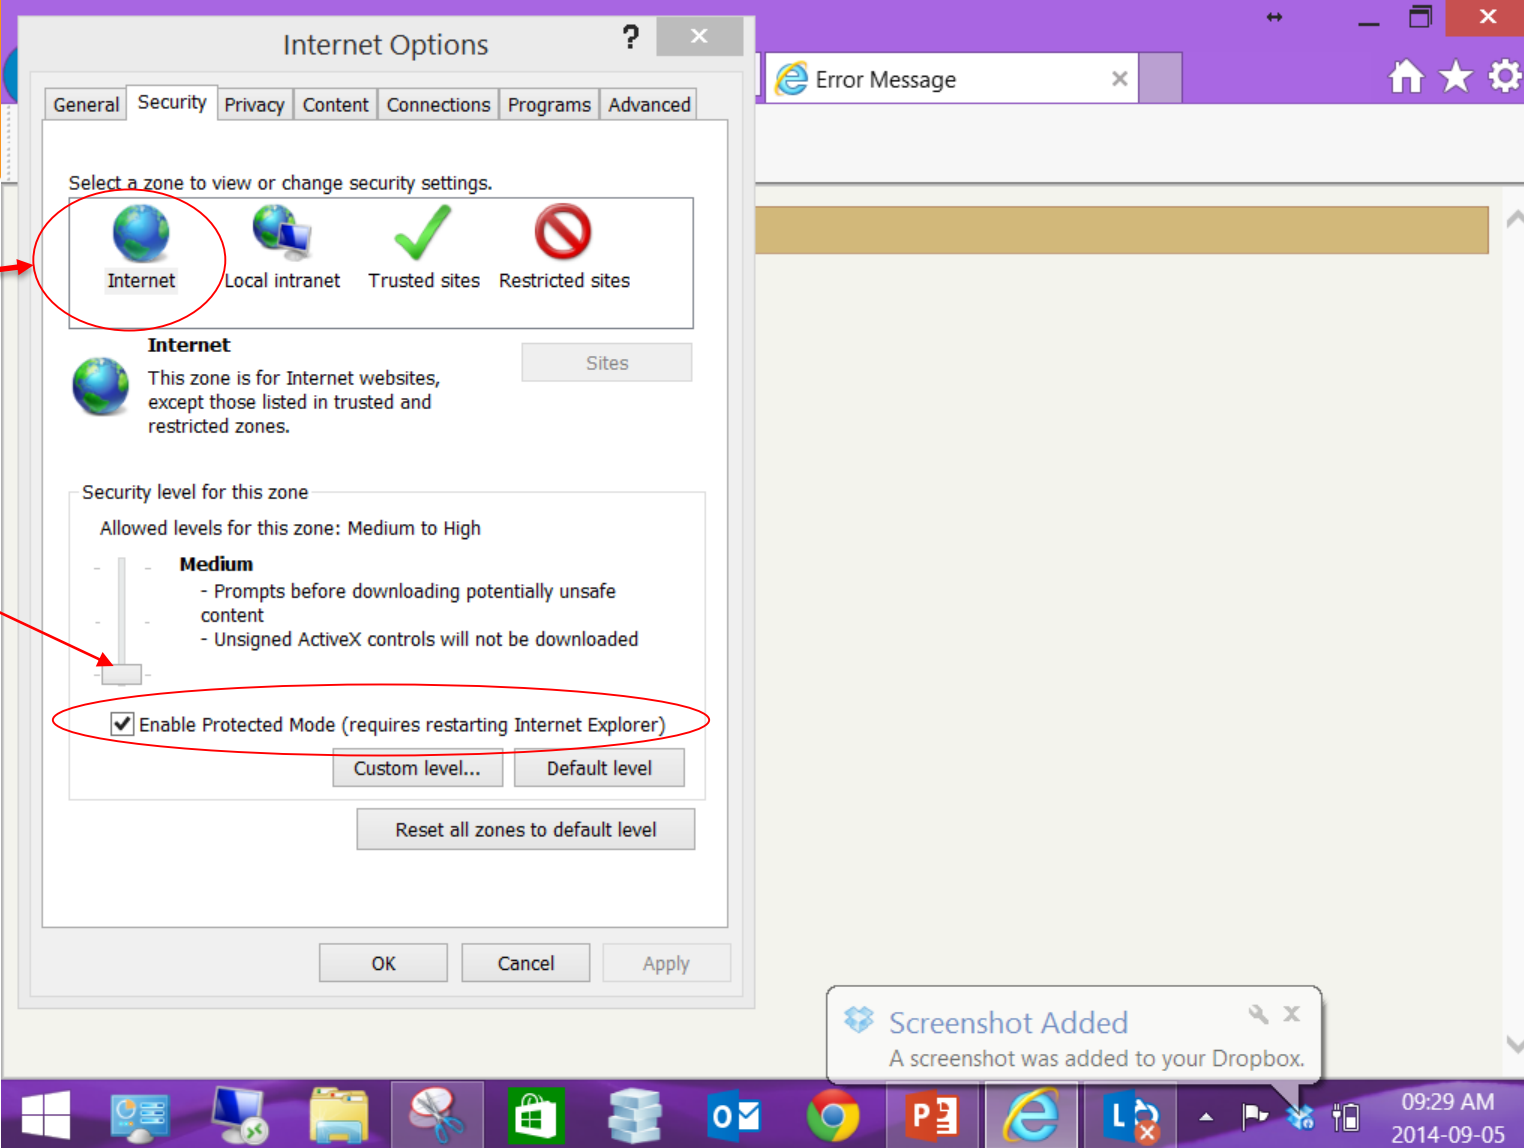 Internet Options
?
Error Message
General Security Privacy Content Connections Programs Advanced
Select a zone to view or change security settings.
Internet Local intranet Trusted sites Restricted sites
Internet
Sites
This zone is for Internet websites,
except those listed in trusted and
restricted zones.
Security level for this zone
Allowed levels for this zone: Medium to High
Medium
- Prompts before downloading potentially unsafe
content
- Unsigned ActiveX controls will not be downloaded
Enable Protected Mode (requires restarting Internet Explorer)
Custom level... Default level
Reset all zones to default level
OK Cancel Apply
Screenshot Added
A screenshot was added to your Dropbox.
09:29 AM
2014-09-05